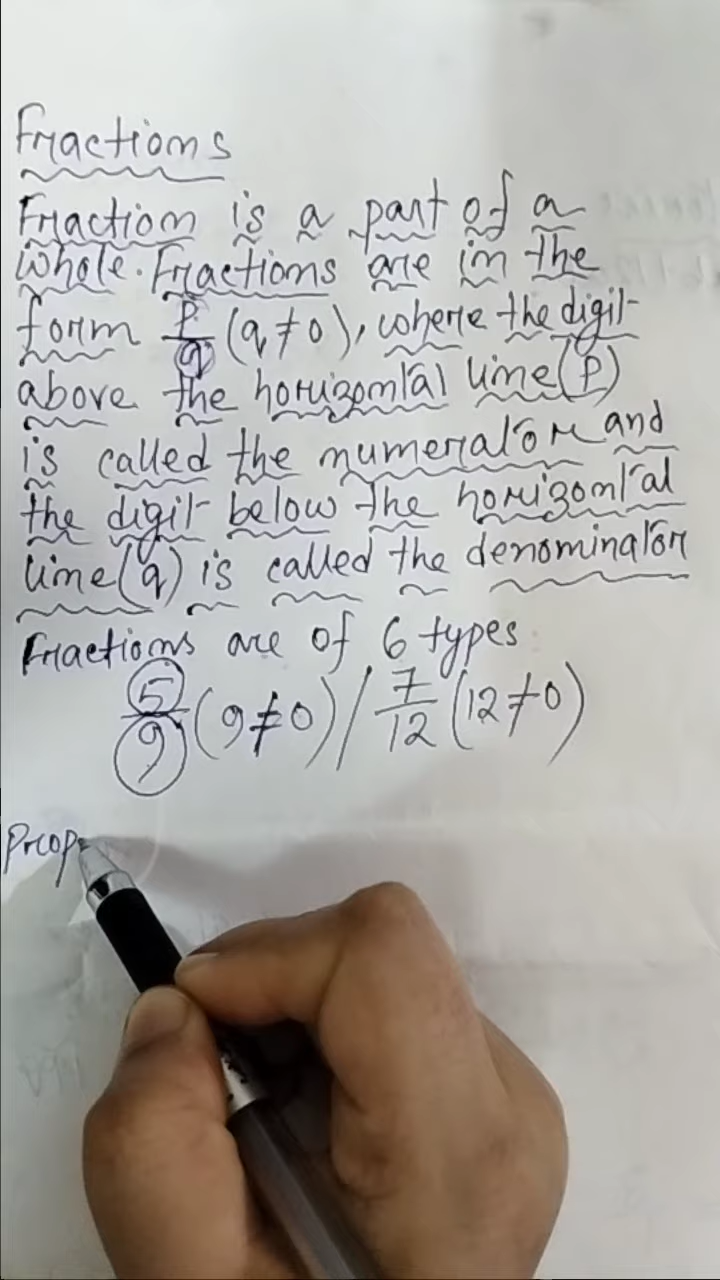 Fractions
Fraction is a part of a
whole. Fractions are in the
form p/q (q≠0), where the digit
above the horizontal line(p)
is called the numerator and
the digit below the horizontal
line(q) is called the denominator
Fractions are of 6 types
5/9 (9≠0) / 7/12 (12≠0)
Prop